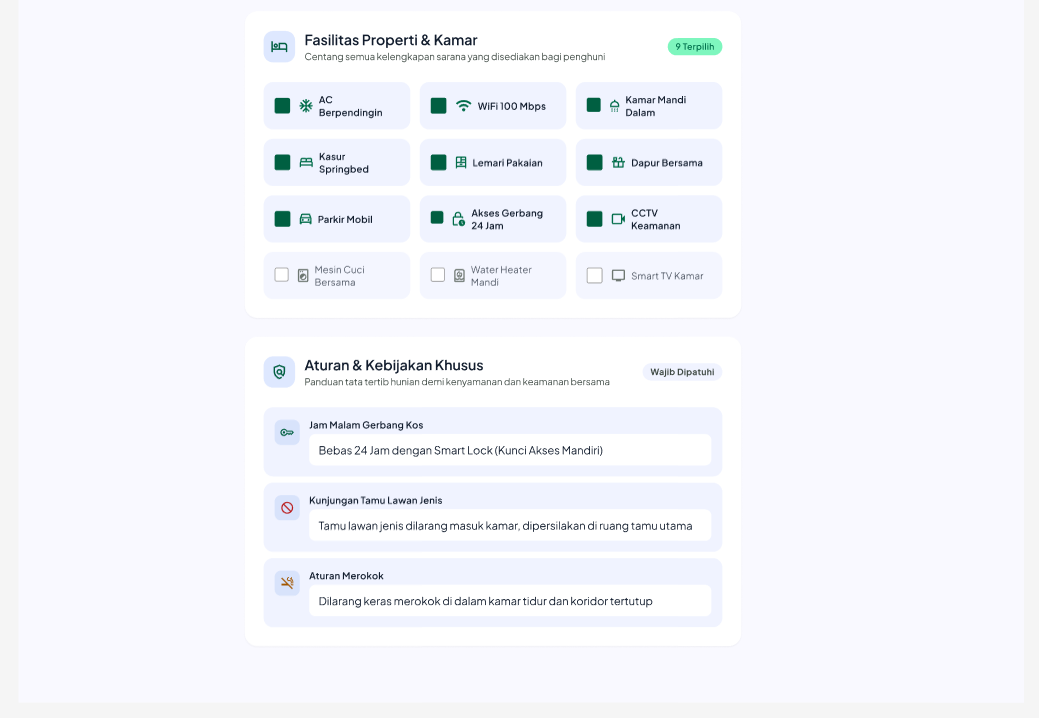 Fasilitas Properti & Kamar
9 Terpilih
Centang semua kelengkapan sarana yang disediakan bagi penghuni
AC
Berpendingin
WiFi 100 Mbps
Kamar Mandi
Dalam
Kasur
Springbed
Lemari Pakaian
Dapur Bersama
Parkir Mobil
Akses Gerbang
24 Jam
CCTV
Keamanan
Mesin Cuci
Bersama
Water Heater
Mandi
Smart TV Kamar
Aturan & Kebijakan Khusus
Wajib Dipatuhi
Panduan tata tertib hunian demi kenyamanan dan keamanan bersama
Jam Malam Gerbang Kos
Bebas 24 Jam dengan Smart Lock (Kunci Akses Mandiri)
Kunjungan Tamu Lawan Jenis
Tamu lawan jenis dilarang masuk kamar, dipersilakan di ruang tamu utama
Aturan Merokok
Dilarang keras merokok di dalam kamar tidur dan koridor tertutup